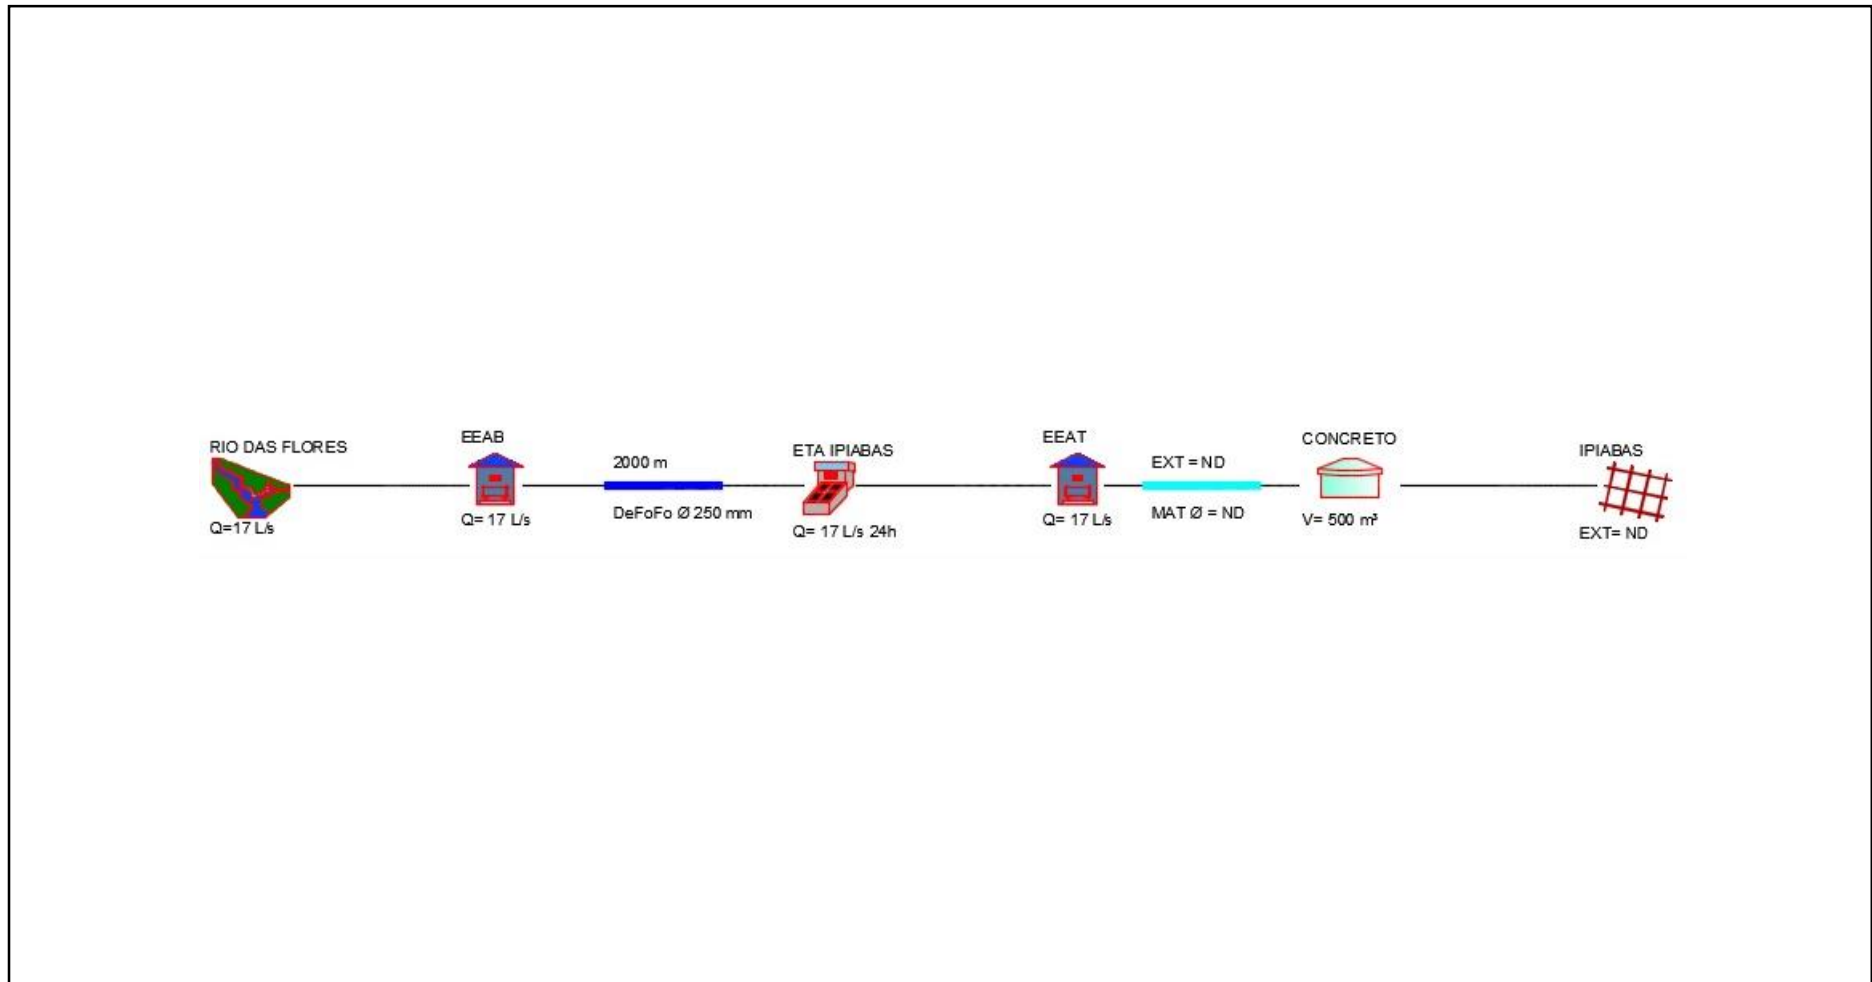 RIO DAS FLORES
Q=17 L/s
EEAB
Q= 17 L/s
2000 m
DeFoFo Ø 250 mm
ETA IPIABAS
Q= 17 L/s 24h
EEAT
Q= 17 L/s
EXT = ND
MAT Ø = ND
CONCRETO
V= 500 m³
IPIABAS
EXT= ND